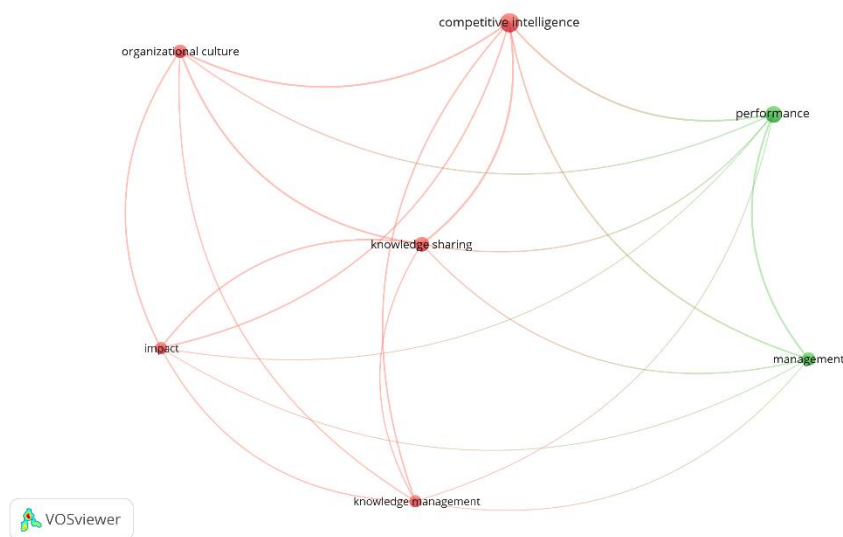 competitive intelligence
organizational culture
performance
knowledge sharing
impact
management
knowledge management
VOSviewer